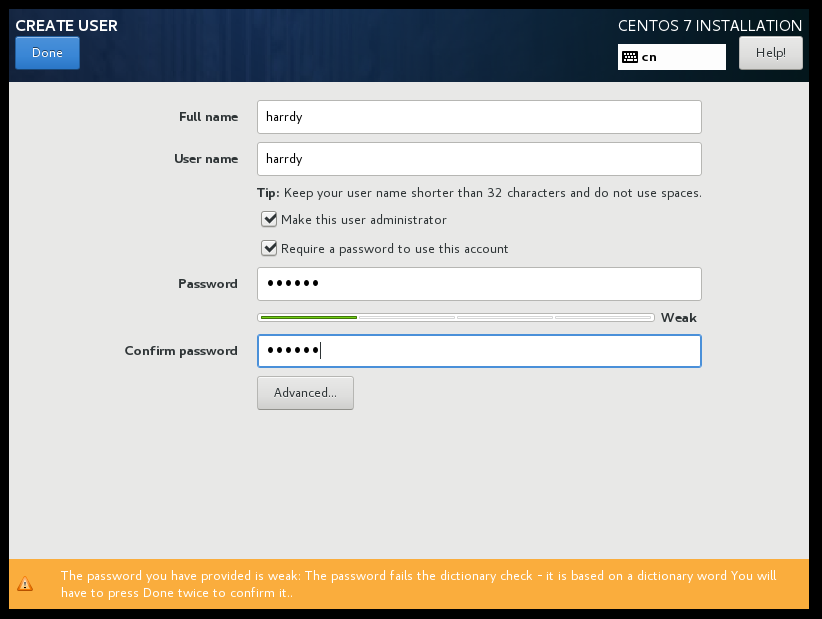 CREATE USER
CENTOS 7 INSTALLATION
Done
cn
Help!
Full name
harrdy
User name
harrdy
Tip: Keep your user name shorter than 32 characters and do not use spaces.
Make this user administrator
Require a password to use this account
Password
••••••
Weak
Confirm password
••••••
Advanced...
The password you have provided is weak: The password fails the dictionary check - it is based on a dictionary word You will
have to press Done twice to confirm it..